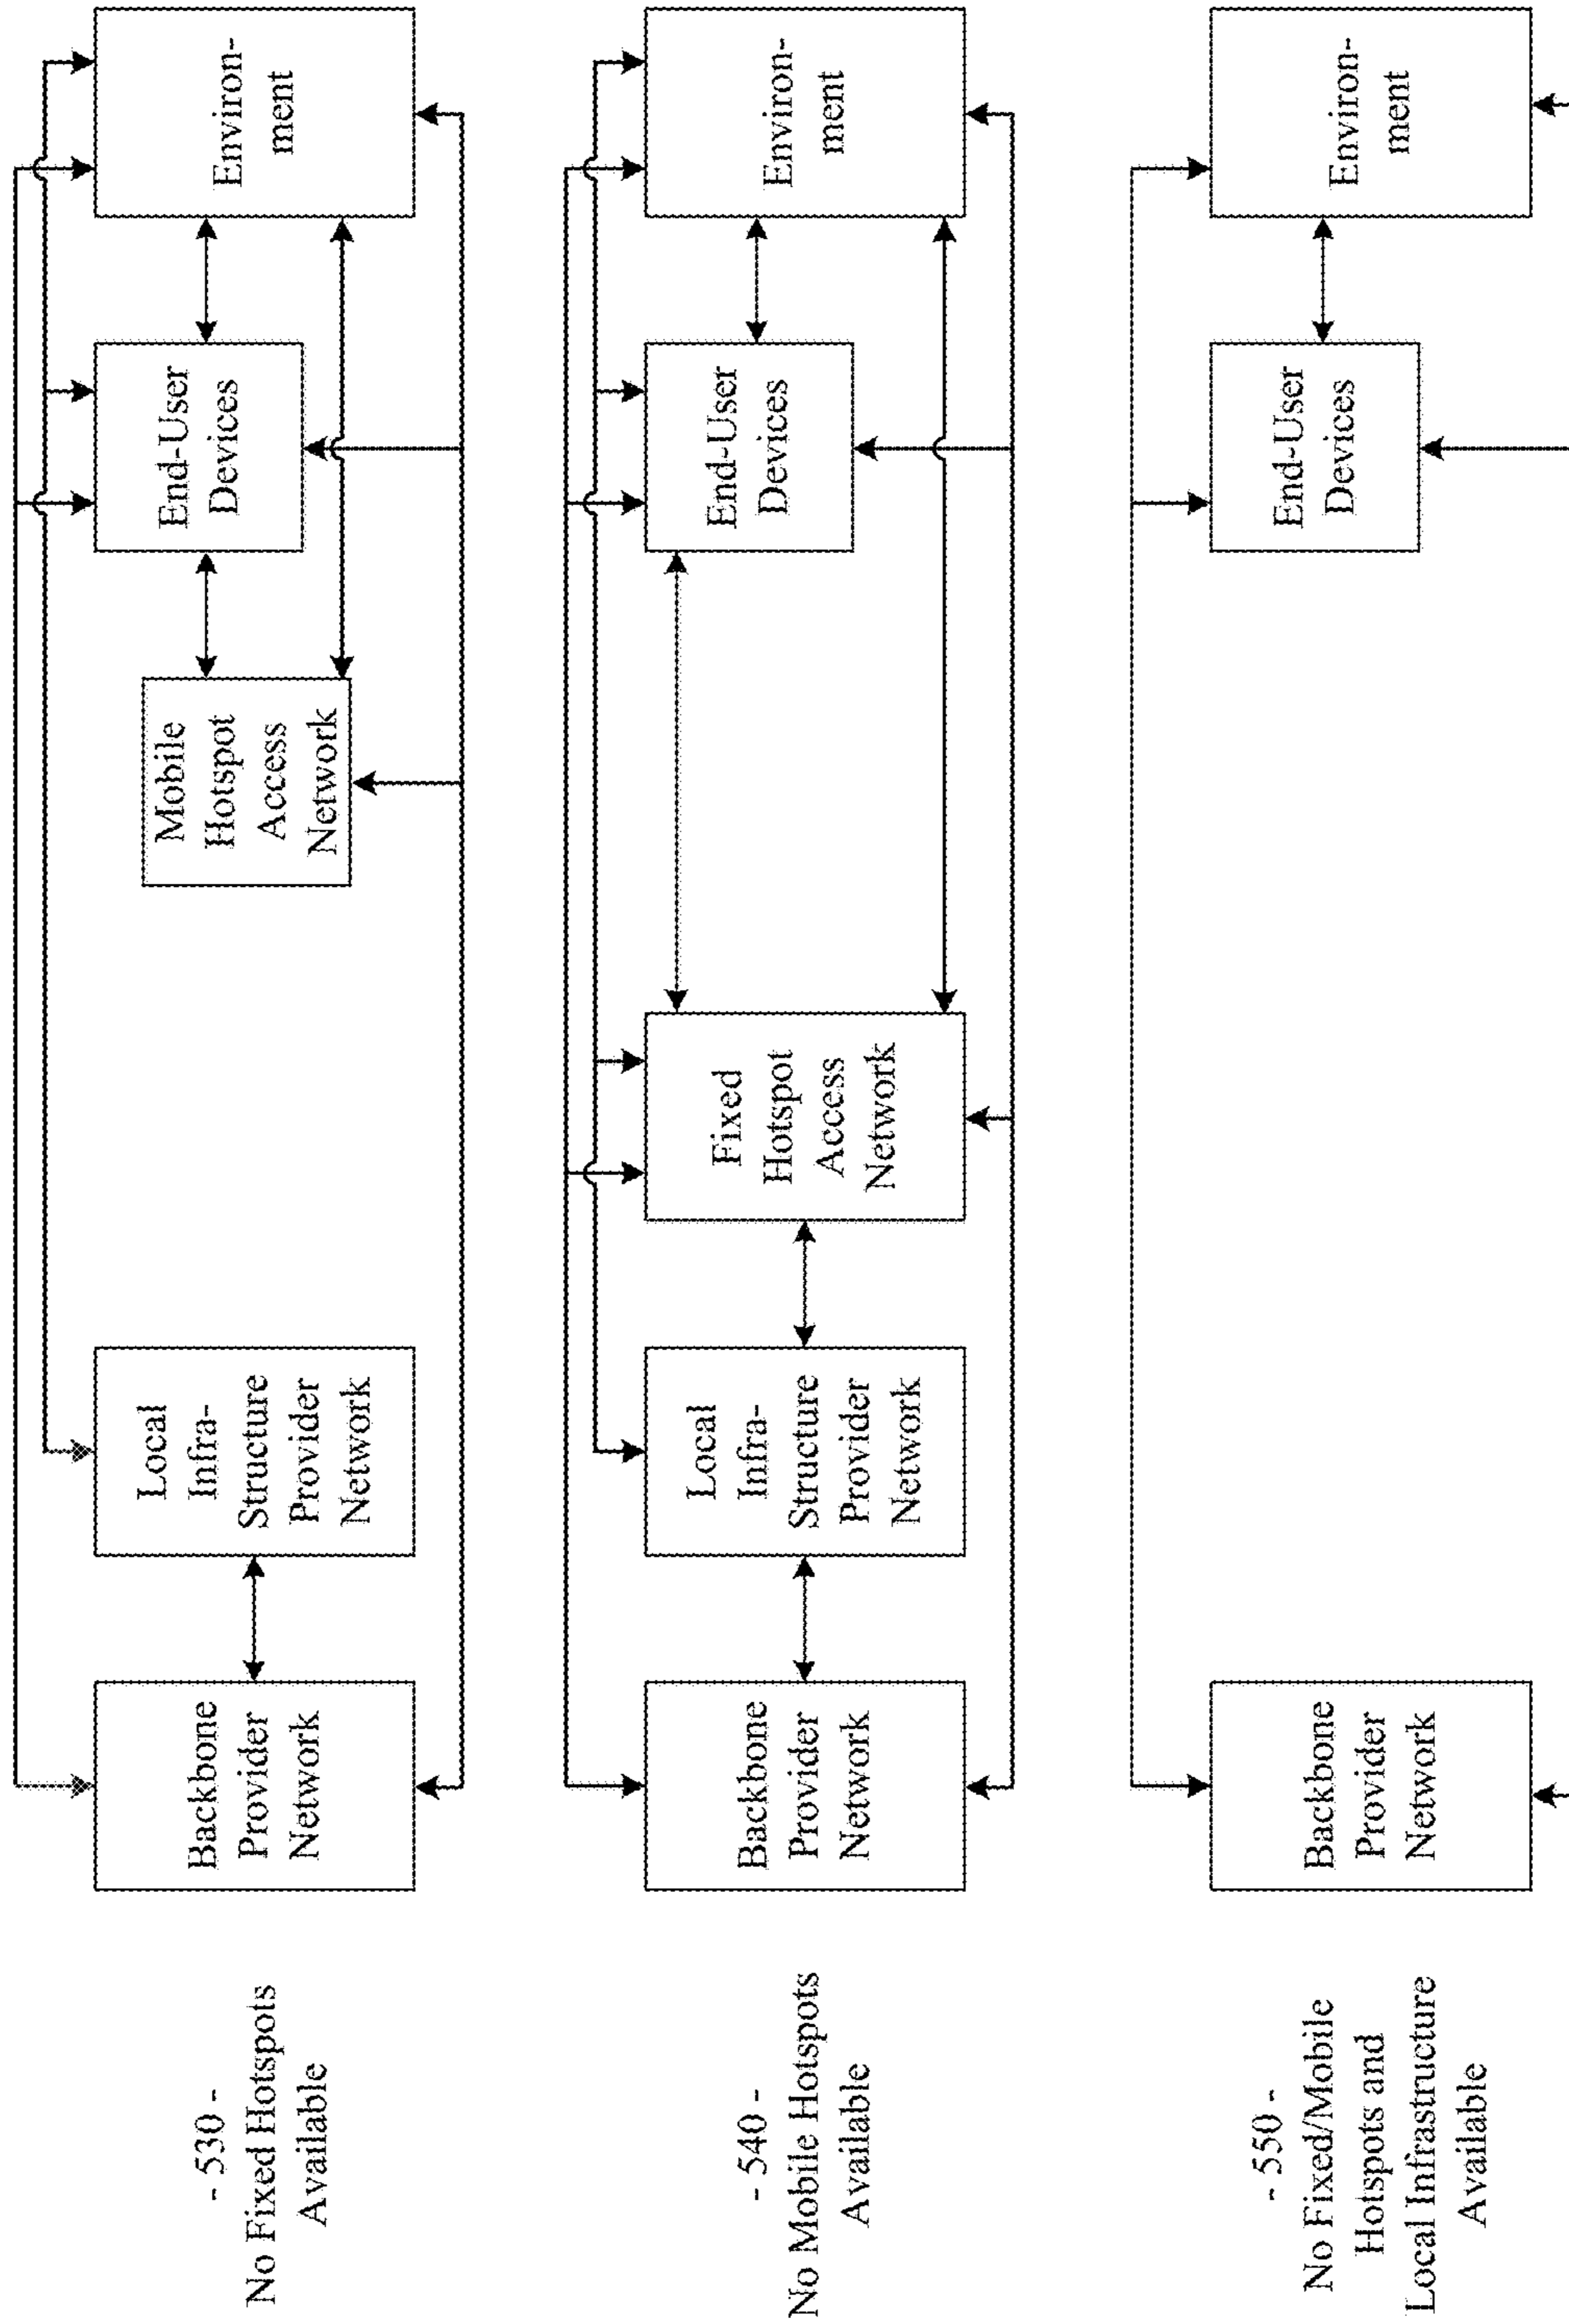 - 530 -
No Fixed Hotspots
Available
Backbone
Provider
Network
Local
Infra-
Structure
Provider
Network
Mobile
Hotspot
Access
Network
End-User
Devices
Environ-
ment
- 540 -
No Mobile Hotspots
Available
Backbone
Provider
Network
Local
Infra-
Structure
Provider
Network
Fixed
Hotspot
Access
Network
End-User
Devices
Environ-
ment
- 550 -
No Fixed/Mobile
Hotspots and
Local Infrastructure
Available
Backbone
Provider
Network
End-User
Devices
Environ-
ment